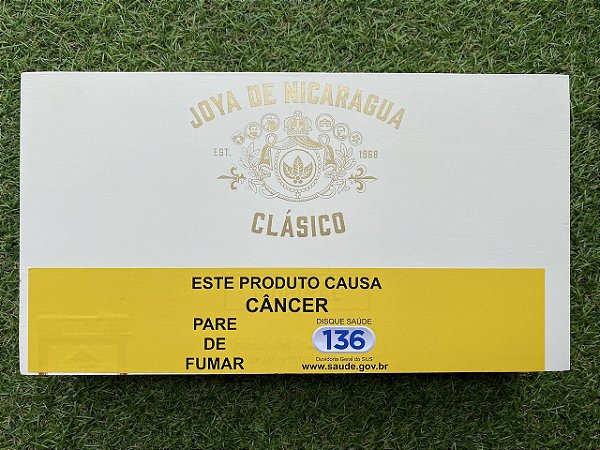 JOYA DE NICARAGUA
EST. 1968
CLÁSICO
ESTE PRODUTO CAUSA
CÂNCER
PARE
DE
FUMAR
DISQUE SAÚDE
136
Ouvidoria Geral do SUS
www.saude.gov.br